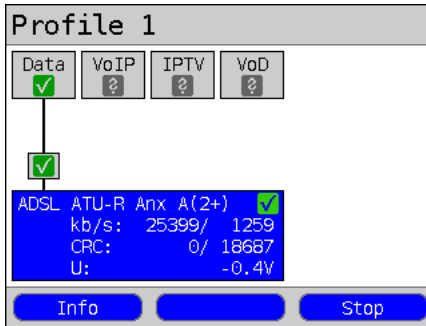 Profile 1
Data VoIP IPTV VoD
ADSL ATU-R Anx A(2+)
kb/s: 25399/ 1259
CRC: 0/ 18687
U: -0.4V
Info Stop